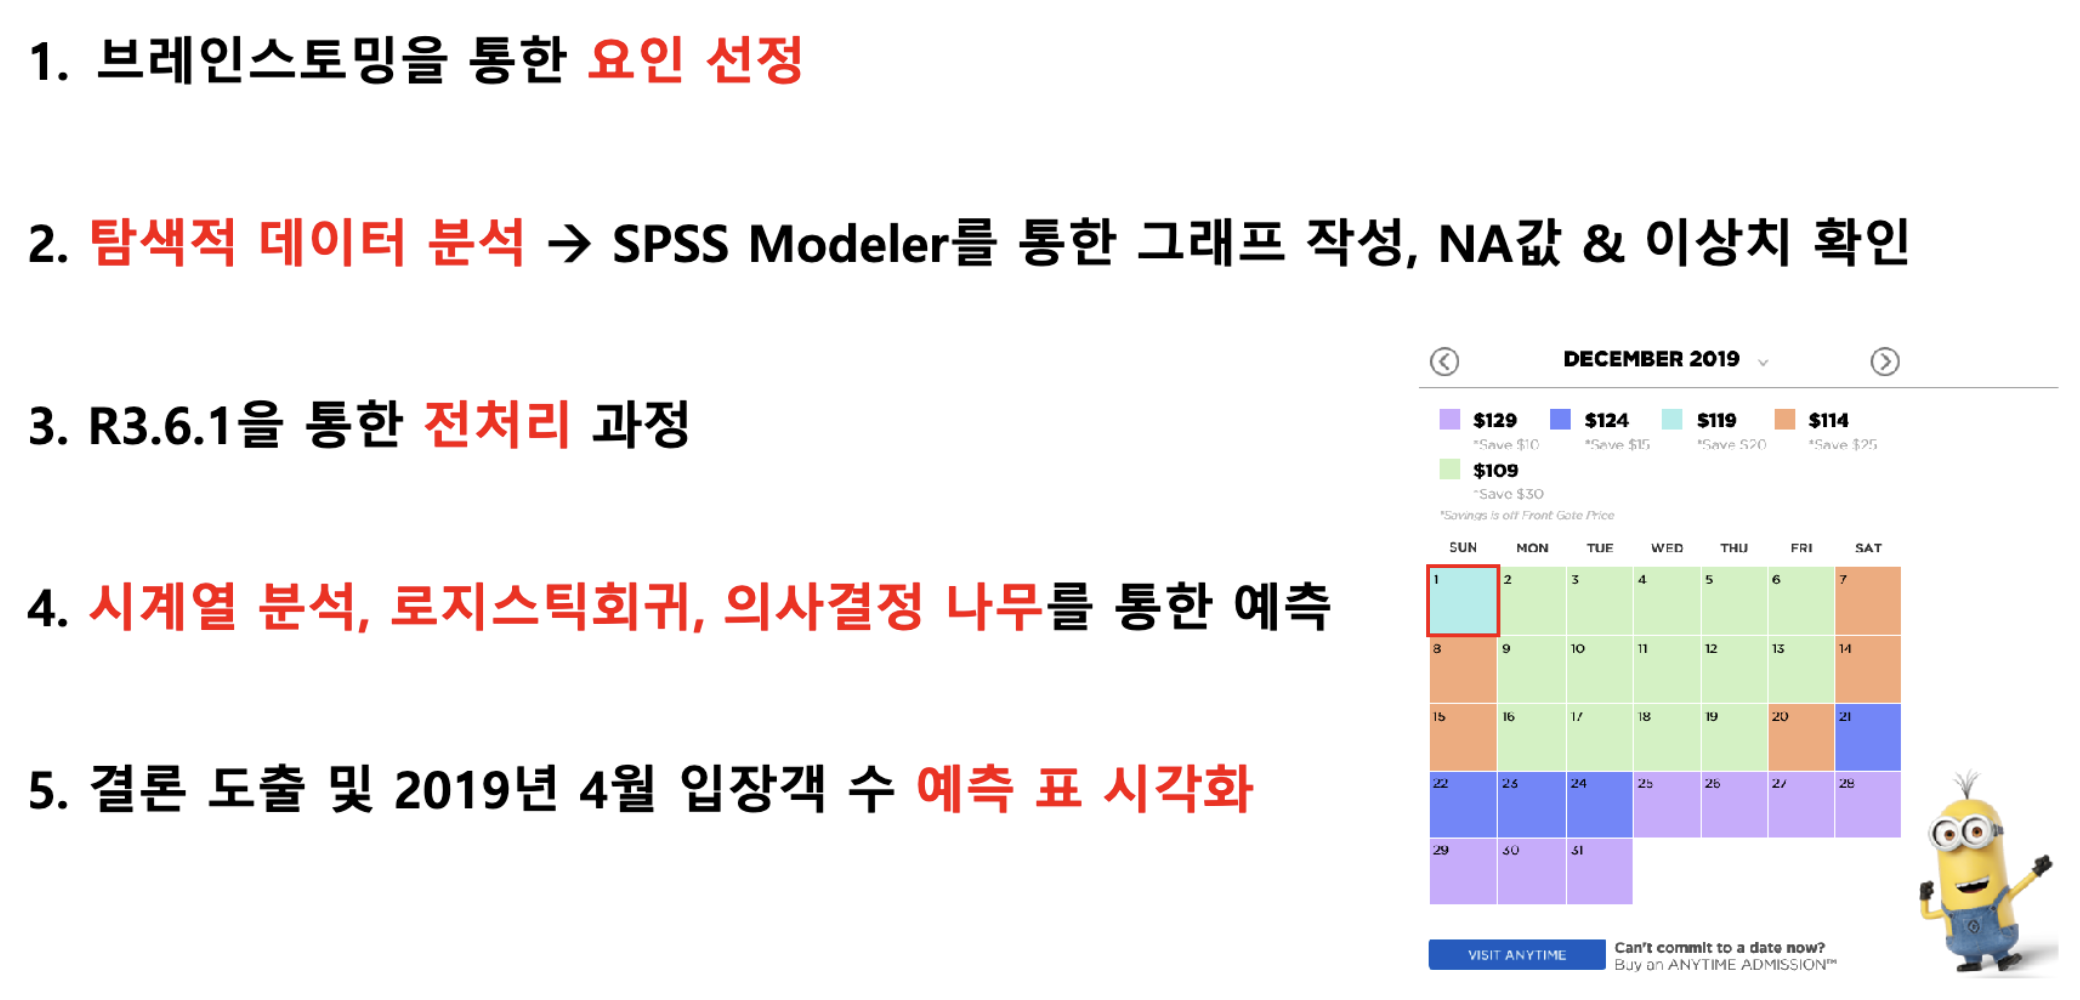 1. 브레인스토밍을 통한 요인 선정
2. 탐색적 데이터 분석 → SPSS Modeler를 통한 그래프 작성, NA값 & 이상치 확인
3. R3.6.1을 통한 전처리 과정
4. 시계열 분석, 로지스틱회귀, 의사결정 나무를 통한 예측
5. 결론 도출 및 2019년 4월 입장객 수 예측 표 시각화
DECEMBER 2019
$129 $124 $119 $114
*Save $10 *Save $15 *Save $20 *Save $25
$109
*Save $30
*Savings is off Front Gate Price
SUN MON TUE WED THU FRI SAT
1 2 3 4 5 6 7
8 9 10 11 12 13 14
15 16 17 18 19 20 21
22 23 24 25 26 27 28
29 30 31
VISIT ANYTIME
Can't commit to a date now?
Buy an ANYTIME ADMISSION™